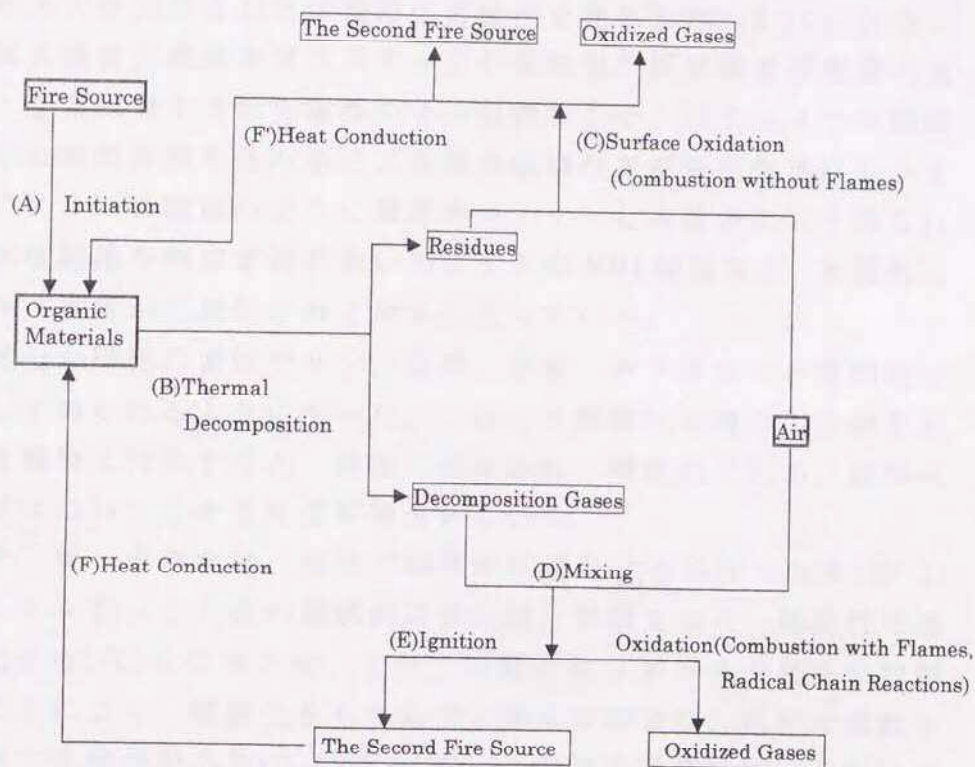 The Second Fire Source
Oxidized Gases
Fire Source
(F')Heat Conduction
(C)Surface Oxidation
(Combustion without Flames)
(A) Initiation
Residues
Organic
Materials
(B)Thermal
Decomposition
Air
Decomposition Gases
(F)Heat Conduction
(D)Mixing
(E)Ignition
Oxidation(Combustion with Flames,
Radical Chain Reactions)
The Second Fire Source
Oxidized Gases